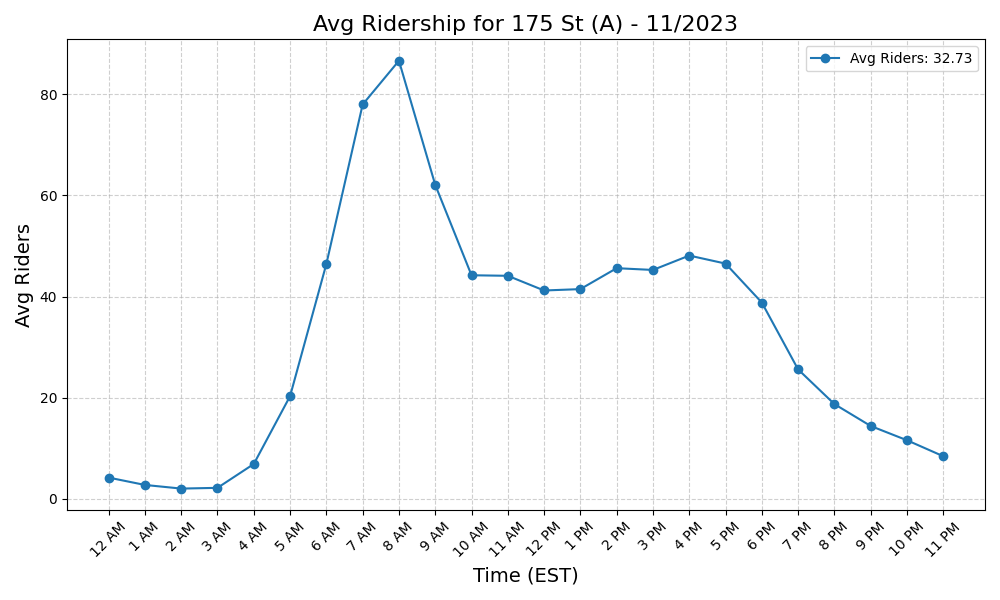 Avg Ridership for 175 St (A) - 11/2023
Avg Riders: 32.73
Avg Riders
80
60
40
20
0
12 AM
1 AM
2 AM
3 AM
4 AM
5 AM
6 AM
7 AM
8 AM
9 AM
10 AM
11 AM
12 PM
1 PM
2 PM
3 PM
4 PM
5 PM
6 PM
7 PM
8 PM
9 PM
10 PM
11 PM
Time (EST)